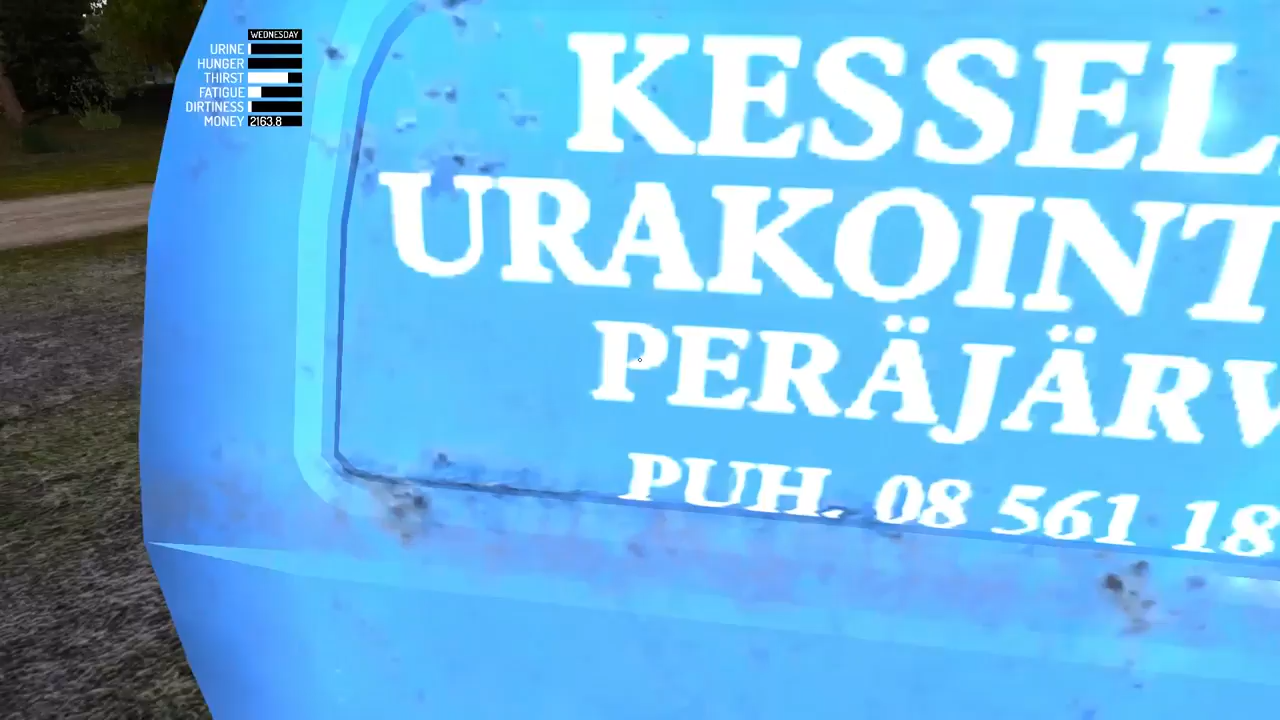 WEDNESDAY
URINE
HUNGER
THIRST
FATIGUE
DIRTINESS
MONEY 2163.8
KESSEL
URAKOINT
PERÄJÄRV
PUH. 08 561 18